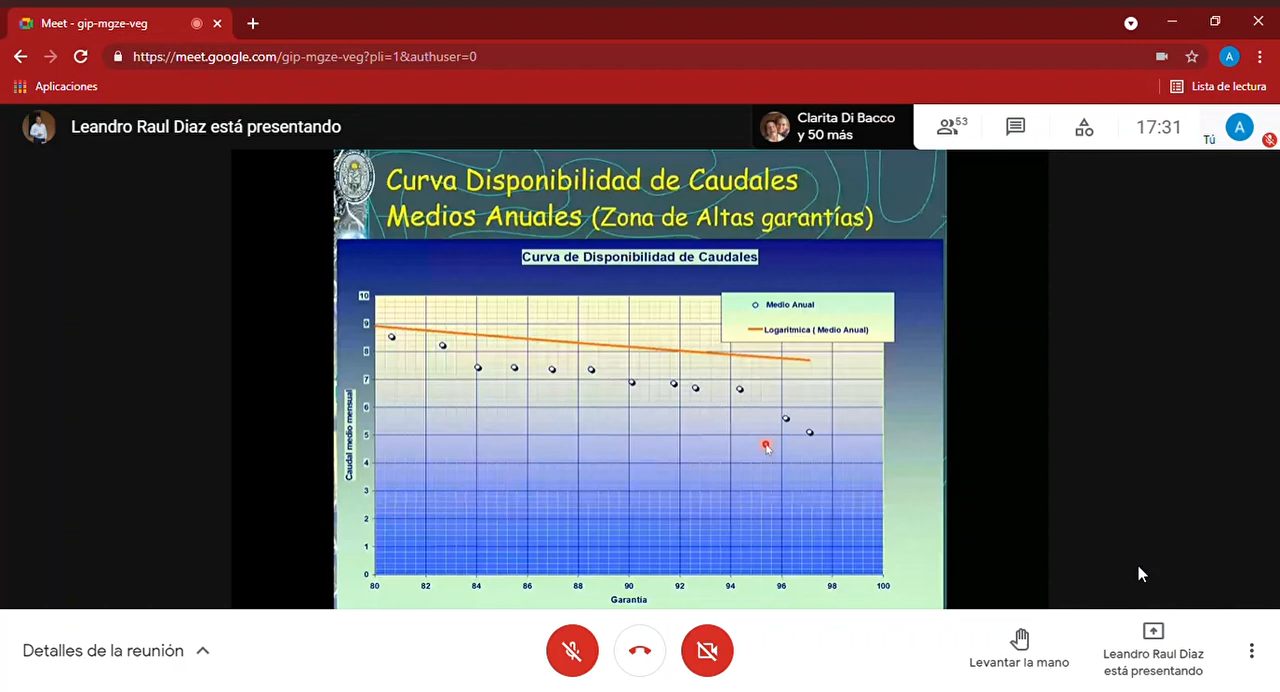 Meet - gip-mgze-veg
https://meet.google.com/gip-mgze-veg?pli=1&authuser=0
A
Aplicaciones
Lista de lectura
Leandro Raul Diaz está presentando
Clarita Di Bacco
y 50 más
53
17:31
Tú
A
Curva Disponibilidad de Caudales
Medios Anuales (Zona de Altas garantías)
Curva de Disponibilidad de Caudales
Medio Anual
Logarítmica ( Medio Anual)
Caudal medio mensual
10
9
8
7
6
5
4
3
2
1
0
80 82 84 86 88 90 92 94 96 98 100
Garantía
Detalles de la reunión
Levantar la mano
Leandro Raul Diaz
está presentando